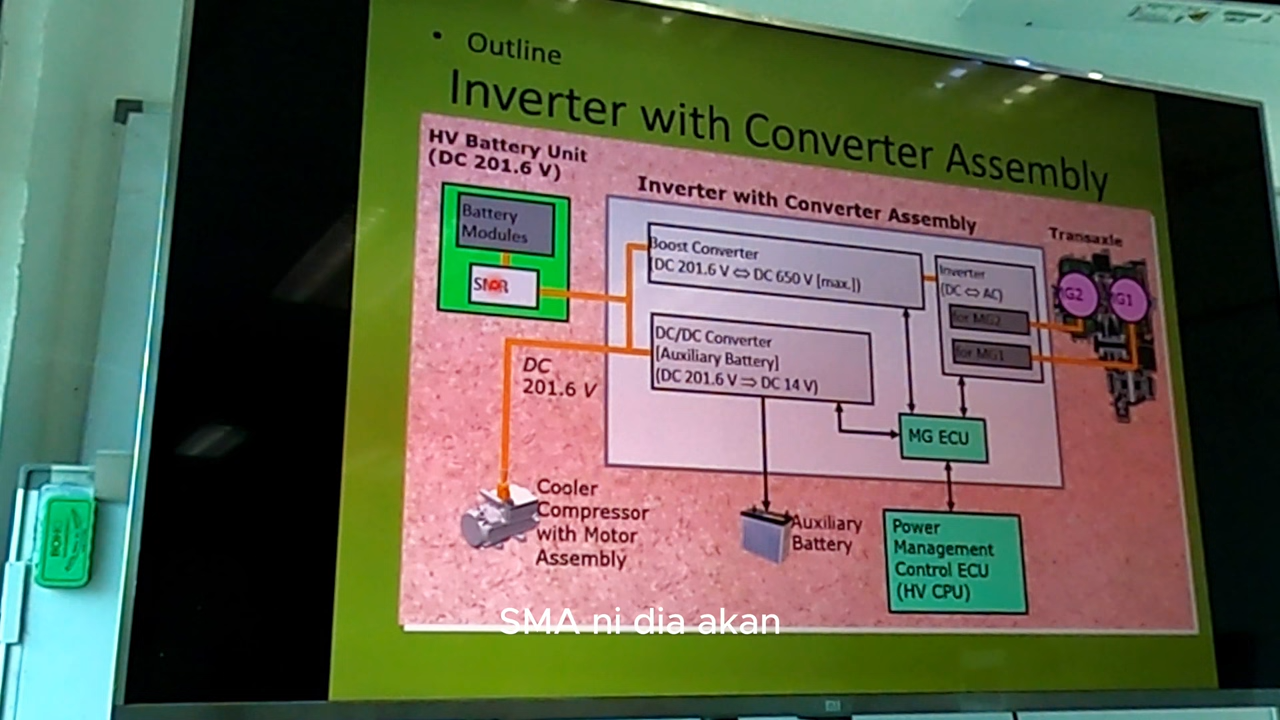 • Outline
Inverter with Converter Assembly
HV Battery Unit
(DC 201.6 V)
Battery
Modules
SMR
Inverter with Converter Assembly
Boost Converter
(DC 201.6 V ⇔ DC 650 V [max.])
Inverter
(DC ⇔ AC)
for MG2
for MG1
Transaxle
MG2
MG1
DC/DC Converter
[Auxiliary Battery]
(DC 201.6 V ⇒ DC 14 V)
DC
201.6 V
MG ECU
Cooler
Compressor
with Motor
Assembly
Auxiliary
Battery
Power
Management
Control ECU
(HV CPU)
SMA ni dia akan